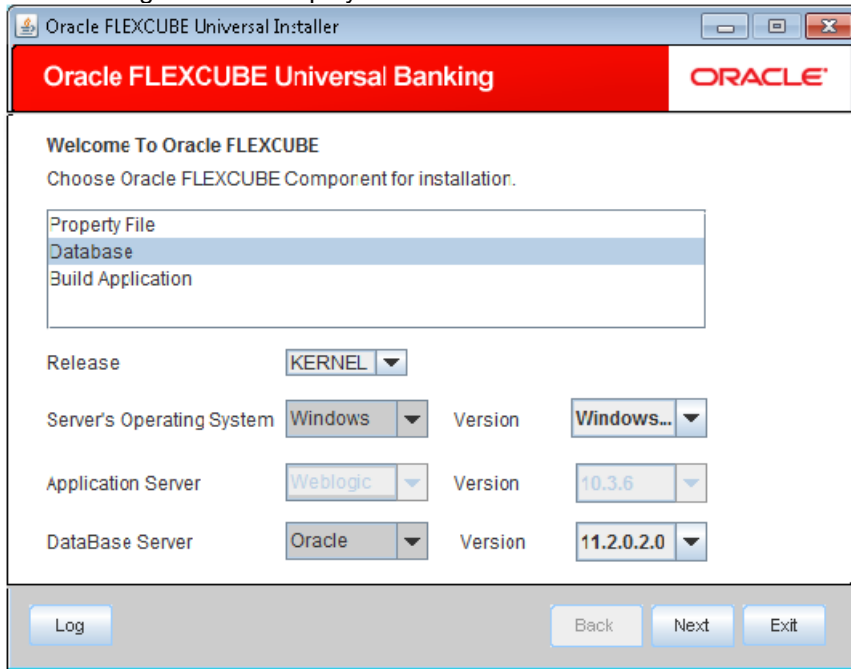 Oracle FLEXCUBE Universal Installer
Oracle FLEXCUBE Universal Banking
ORACLE
Welcome To Oracle FLEXCUBE
Choose Oracle FLEXCUBE Component for installation.
Property File
Database
Build Application
Release KERNEL
Server's Operating System Windows Version Windows...
Application Server Weblogic Version 10.3.6
DataBase Server Oracle Version 11.2.0.2.0
Log Back Next Exit